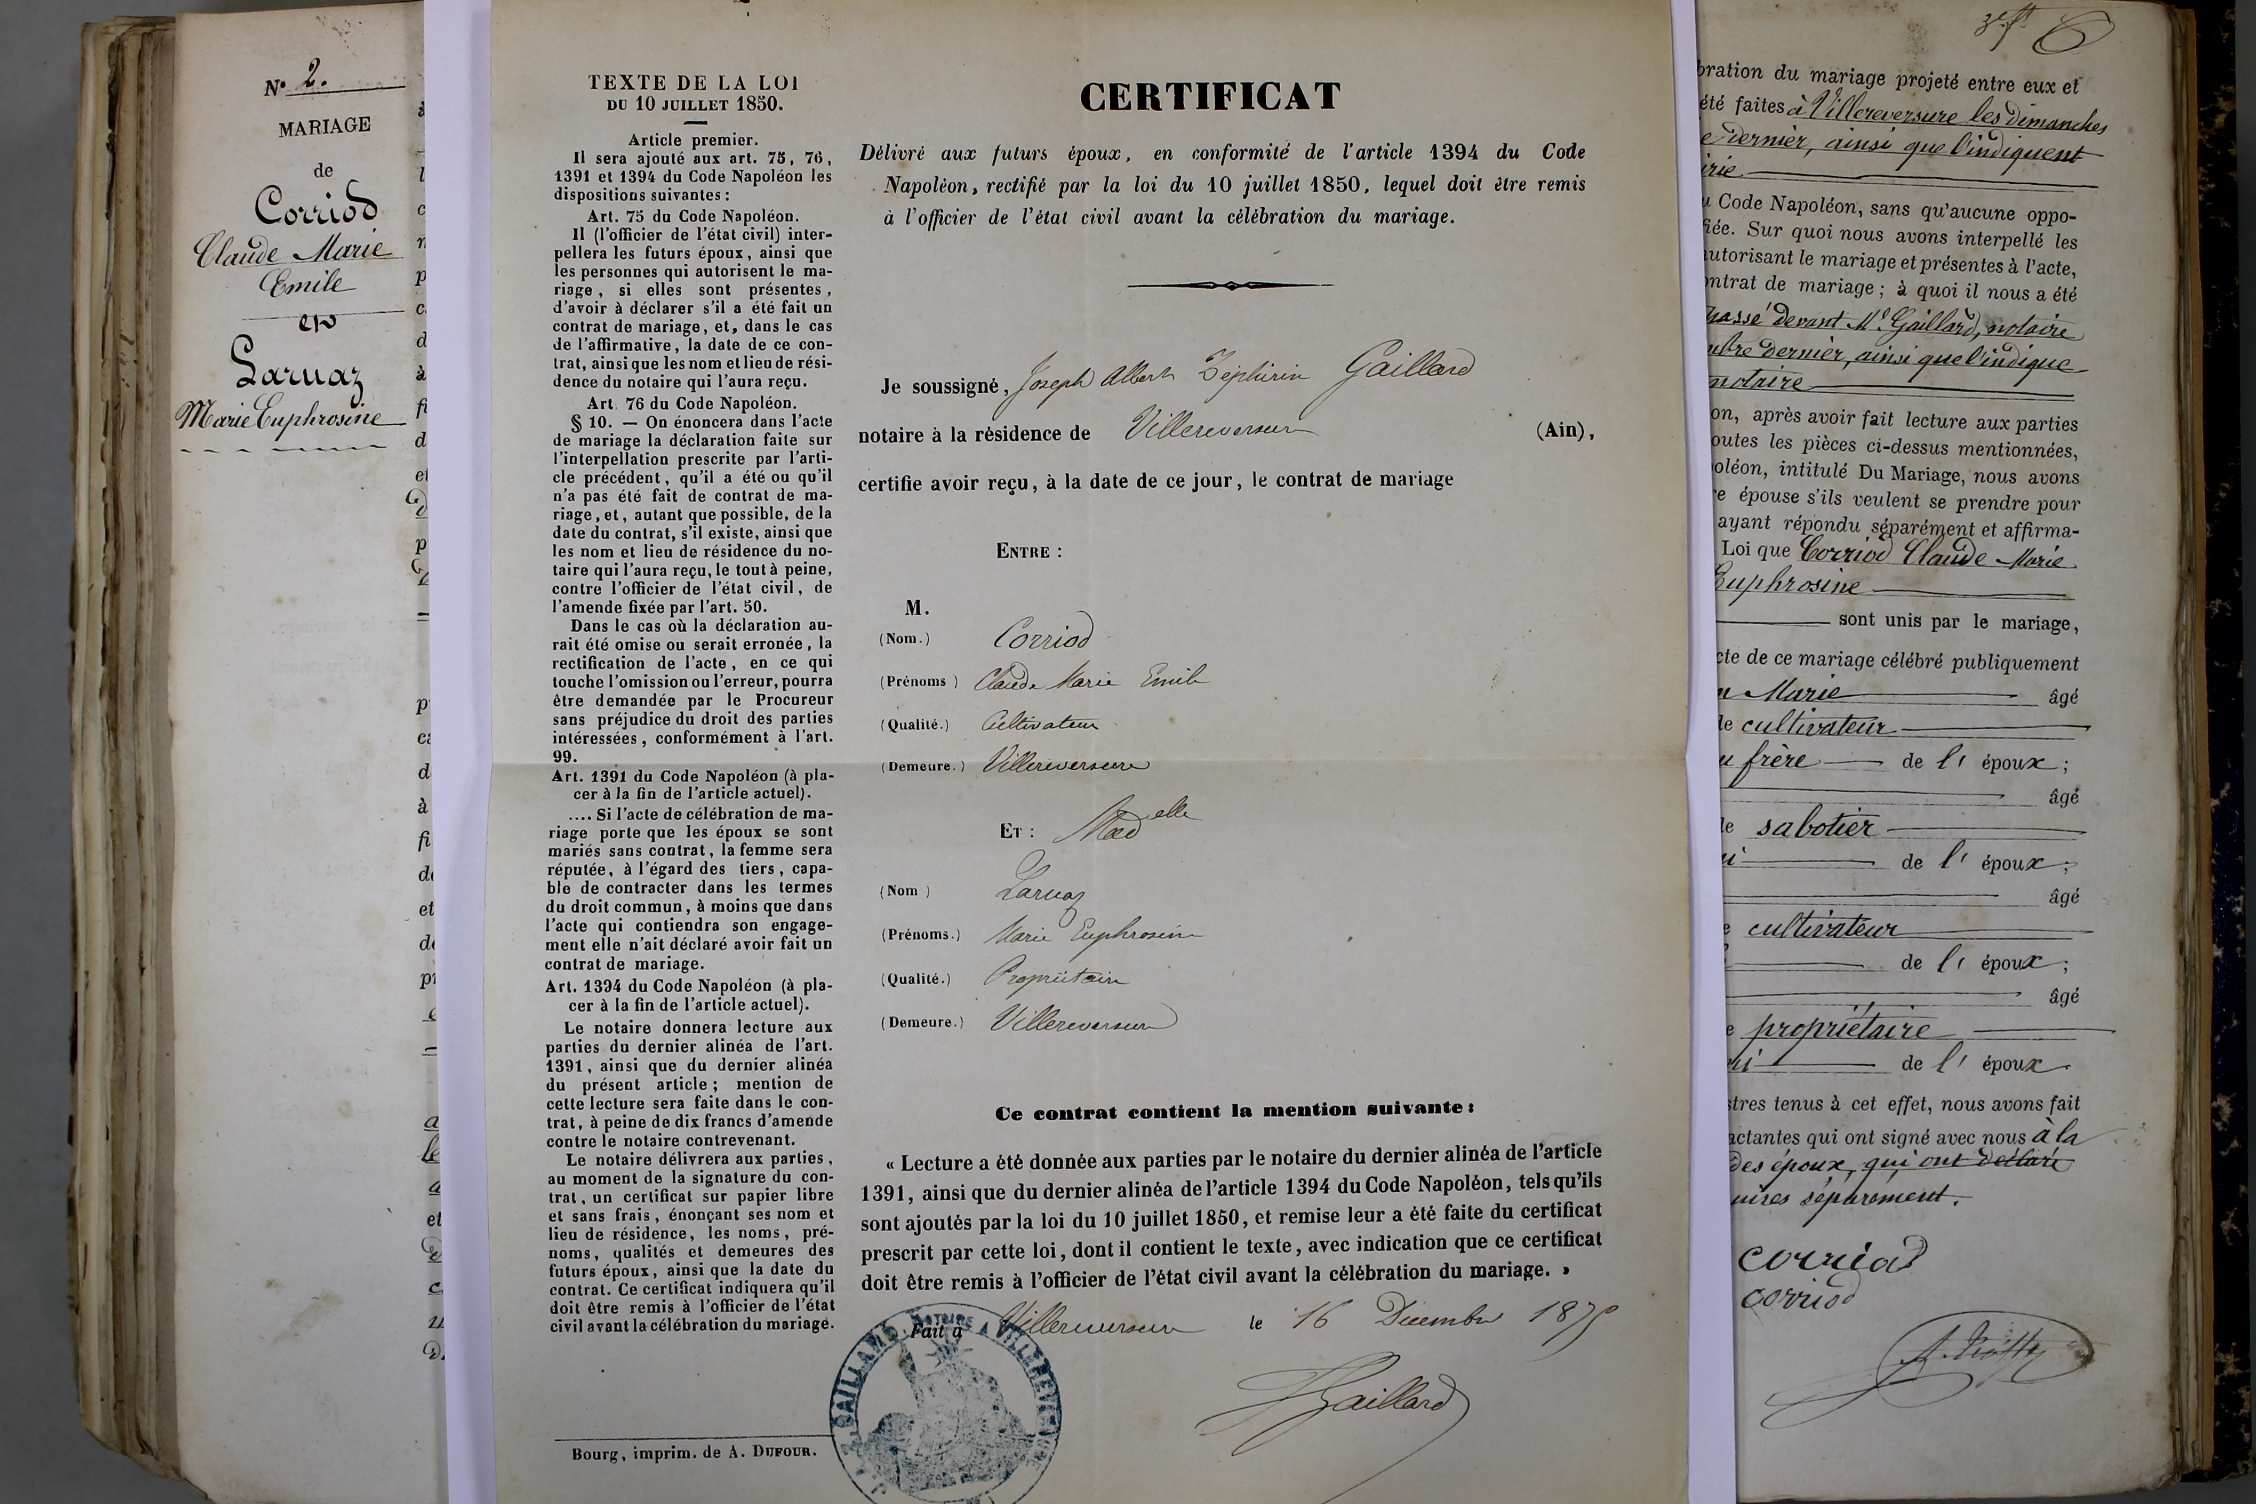 N° 2.
MARIAGE
de
Corriod
Claude Marie
Emile
et
Larnaz
Marie Euphrosine
TEXTE DE LA LOI
DU 10 JUILLET 1850.
Article premier.
Il sera ajouté aux art. 75, 76,
1391 et 1394 du Code Napoléon les
dispositions suivantes :
Art. 75 du Code Napoléon.
Il (l'officier de l'état civil) inter-
pellera les futurs époux, ainsi que
les personnes qui autorisent le ma-
riage, si elles sont présentes,
d'avoir à déclarer s'il a été fait un
contrat de mariage, et, dans le cas
de l'affirmative, la date de ce con-
trat, ainsi que les nom et lieu de rési-
dence du notaire qui l'aura reçu.
Art. 76 du Code Napoléon.
§ 10. — On énoncera dans l'acte
de mariage la déclaration faite sur
l'interpellation prescrite par l'arti-
cle précédent, qu'il a été ou qu'il
n'a pas été fait de contrat de ma-
riage, et, autant que possible, de la
date du contrat, s'il existe, ainsi que
les nom et lieu de résidence du no-
taire qui l'aura reçu, le tout à peine,
contre l'officier de l'état civil, de
l'amende fixée par l'art. 50.
Dans le cas où la déclaration au-
rait été omise ou serait erronée, la
rectification de l'acte, en ce qui
touche l'omission ou l'erreur, pourra
être demandée par le Procureur
sans préjudice du droit des parties
intéressées, conformément à l'art.
99.
Art. 1391 du Code Napoléon (à pla-
cer à la fin de l'article actuel).
.... Si l'acte de célébration de ma-
riage porte que les époux se sont
mariés sans contrat, la femme sera
réputée, à l'égard des tiers, capa-
ble de contracter dans les termes
du droit commun, à moins que dans
l'acte qui contiendra son engage-
ment elle n'ait déclaré avoir fait un
contrat de mariage.
Art. 1394 du Code Napoléon (à pla-
cer à la fin de l'article actuel).
Le notaire donnera lecture aux
parties du dernier alinéa de l'art.
1391, ainsi que du dernier alinéa
du présent article ; mention de
cette lecture sera faite dans le con-
trat, à peine de dix francs d'amende
contre le notaire contrevenant.
Le notaire délivrera aux parties,
au moment de la signature du con-
trat, un certificat sur papier libre
et sans frais, énonçant ses nom et
lieu de résidence, les noms, pré-
noms, qualités et demeures des
futurs époux, ainsi que la date du
contrat. Ce certificat indiquera qu'il
doit être remis à l'officier de l'état
civil avant la célébration du mariage.
Bourg, imprim. de A. DUFOUR.
CERTIFICAT
Délivré aux futurs époux, en conformité de l'article 1394 du Code
Napoléon, rectifié par la loi du 10 juillet 1850, lequel doit être remis
à l'officier de l'état civil avant la célébration du mariage.
Je soussigné, Joseph Albert Zéphirin Gaillard
notaire à la résidence de Villereversure (Ain),
certifie avoir reçu, à la date de ce jour, le contrat de mariage
ENTRE :
M.
(Nom.) Corriod
(Prénoms) Claude Marie Emile
(Qualité.) Cultivateur
(Demeure.) Villereversure
ET : Madelle
(Nom) Larnaz
(Prénoms.) Marie Euphrosine
(Qualité.) Propriétaire
(Demeure.) Villereversure
Ce contrat contient la mention suivante :
« Lecture a été donnée aux parties par le notaire du dernier alinéa de l'article
1391, ainsi que du dernier alinéa de l'article 1394 du Code Napoléon, tels qu'ils
sont ajoutés par la loi du 10 juillet 1850, et remise leur a été faite du certificat
prescrit par cette loi, dont il contient le texte, avec indication que ce certificat
doit être remis à l'officier de l'état civil avant la célébration du mariage. »
Fait à Villereversure le 16 Décembre 1875
Gaillard
GAILLARD, NOTAIRE A VILLEREVERSURE
bration du mariage projeté entre eux et
été faites à Villereversure les dimanches
e dernier, ainsi que l'indiquent
irie
u Code Napoléon, sans qu'aucune oppo-
fiée. Sur quoi nous avons interpellé les
autorisant le mariage et présentes à l'acte,
ontrat de mariage ; à quoi il nous a été
passé devant Me. Gaillard, notaire
mbre dernier, ainsi que l'indique
notaire
on, après avoir fait lecture aux parties
toutes les pièces ci-dessus mentionnées,
poléon, intitulé Du Mariage, nous avons
re épouse s'ils veulent se prendre pour
ayant répondu séparément et affirma-
Loi que Corriod Claude Marie
Euphrosine
sont unis par le mariage,
cte de ce mariage célébré publiquement
n Marie âgé
de cultivateur
u frère de l' époux ;
âgé
de sabotier
i de l' époux ;
âgé
e cultivateur
de l' époux ;
âgé
e propriétaire
ui de l' époux
stres tenus à cet effet, nous avons fait
actantes qui ont signé avec nous à la
des époux, qui ont déclaré
uires séparément.
corriod
corriod